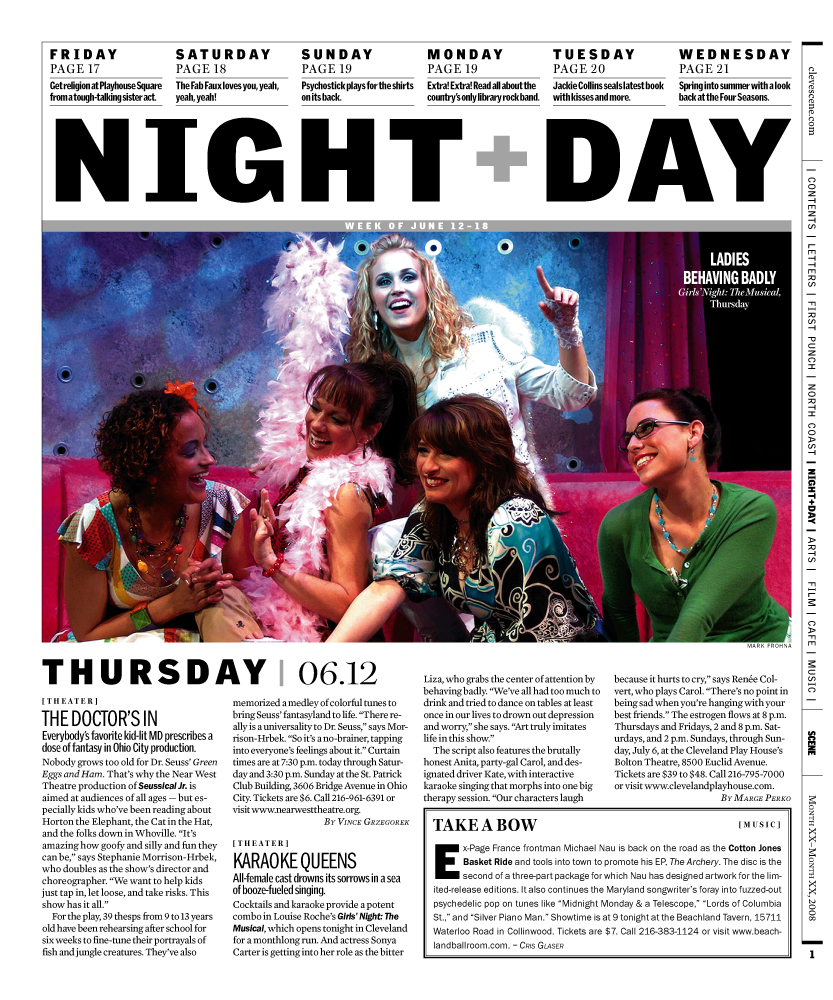 FRIDAY
PAGE 17
Get religion at Playhouse Square
from a tough-talking sister act.
SATURDAY
PAGE 18
The Fab Faux loves you, yeah,
yeah, yeah!
SUNDAY
PAGE 19
Psychostick plays for the shirts
on its back.
MONDAY
PAGE 19
Extra! Extra! Read all about the
country's only library rock band.
TUESDAY
PAGE 20
Jackie Collins seals latest book
with kisses and more.
WEDNESDAY
PAGE 21
Spring into summer with a look
back at the Four Seasons.
NIGHT+DAY
WEEK OF JUNE 12–18
LADIES
BEHAVING BADLY
Girls' Night: The Musical,
Thursday
MARK FROHNA
THURSDAY | 06.12
[THEATER]
THE DOCTOR'S IN
Everybody's favorite kid-lit MD prescribes a
dose of fantasy in Ohio City production.
Nobody grows too old for Dr. Seuss' Green
Eggs and Ham. That's why the Near West
Theatre production of Seussical Jr. is
aimed at audiences of all ages — but es-
pecially kids who've been reading about
Horton the Elephant, the Cat in the Hat,
and the folks down in Whoville. "It's
amazing how goofy and silly and fun they
can be," says Stephanie Morrison-Hrbek,
who doubles as the show's director and
choreographer. "We want to help kids
just tap in, let loose, and take risks. This
show has it all."
For the play, 39 thesps from 9 to 13 years
old have been rehearsing after school for
six weeks to fine-tune their portrayals of
fish and jungle creatures. They've also
memorized a medley of colorful tunes to
bring Seuss' fantasyland to life. "There re-
ally is a universality to Dr. Seuss," says Mor-
rison-Hrbek. "So it's a no-brainer, tapping
into everyone's feelings about it." Curtain
times are at 7:30 p.m. today through Satur-
day and 3:30 p.m. Sunday at the St. Patrick
Club Building, 3606 Bridge Avenue in Ohio
City. Tickets are $6. Call 216-961-6391 or
visit www.nearwesttheatre.org.
BY VINCE GRZEGOREK
[THEATER]
KARAOKE QUEENS
All-female cast drowns its sorrows in a sea
of booze-fueled singing.
Cocktails and karaoke provide a potent
combo in Louise Roche's Girls' Night: The
Musical, which opens tonight in Cleveland
for a monthlong run. And actress Sonya
Carter is getting into her role as the bitter
Liza, who grabs the center of attention by
behaving badly. "We've all had too much to
drink and tried to dance on tables at least
once in our lives to drown out depression
and worry," she says. "Art truly imitates
life in this show."
The script also features the brutally
honest Anita, party-gal Carol, and des-
ignated driver Kate, with interactive
karaoke singing that morphs into one big
therapy session. "Our characters laugh
because it hurts to cry," says Renée Col-
vert, who plays Carol. "There's no point in
being sad when you're hanging with your
best friends." The estrogen flows at 8 p.m.
Thursdays and Fridays, 2 and 8 p.m. Sat-
urdays, and 2 p.m. Sundays, through Sun-
day, July 6, at the Cleveland Play House's
Bolton Theatre, 8500 Euclid Avenue.
Tickets are $39 to $48. Call 216-795-7000
or visit www.clevelandplayhouse.com.
BY MARGE PERKO
TAKE A BOW
[MUSIC]
Ex-Page France frontman Michael Nau is back on the road as the Cotton Jones
Basket Ride and tools into town to promote his EP, The Archery. The disc is the
second of a three-part package for which Nau has designed artwork for the lim-
ited-release editions. It also continues the Maryland songwriter's foray into fuzzed-out
psychedelic pop on tunes like "Midnight Monday & a Telescope," "Lords of Columbia
St.," and "Silver Piano Man." Showtime is at 9 tonight at the Beachland Tavern, 15711
Waterloo Road in Collinwood. Tickets are $7. Call 216-383-1124 or visit www.beach-
landballroom.com. – CRIS GLASER
clevescene.com
| CONTENTS | LETTERS | FIRST PUNCH | NORTH COAST | NIGHT+DAY | ARTS | FILM | CAFE | MUSIC |
SCENE
MONTH XX–MONTH XX, 2008
1